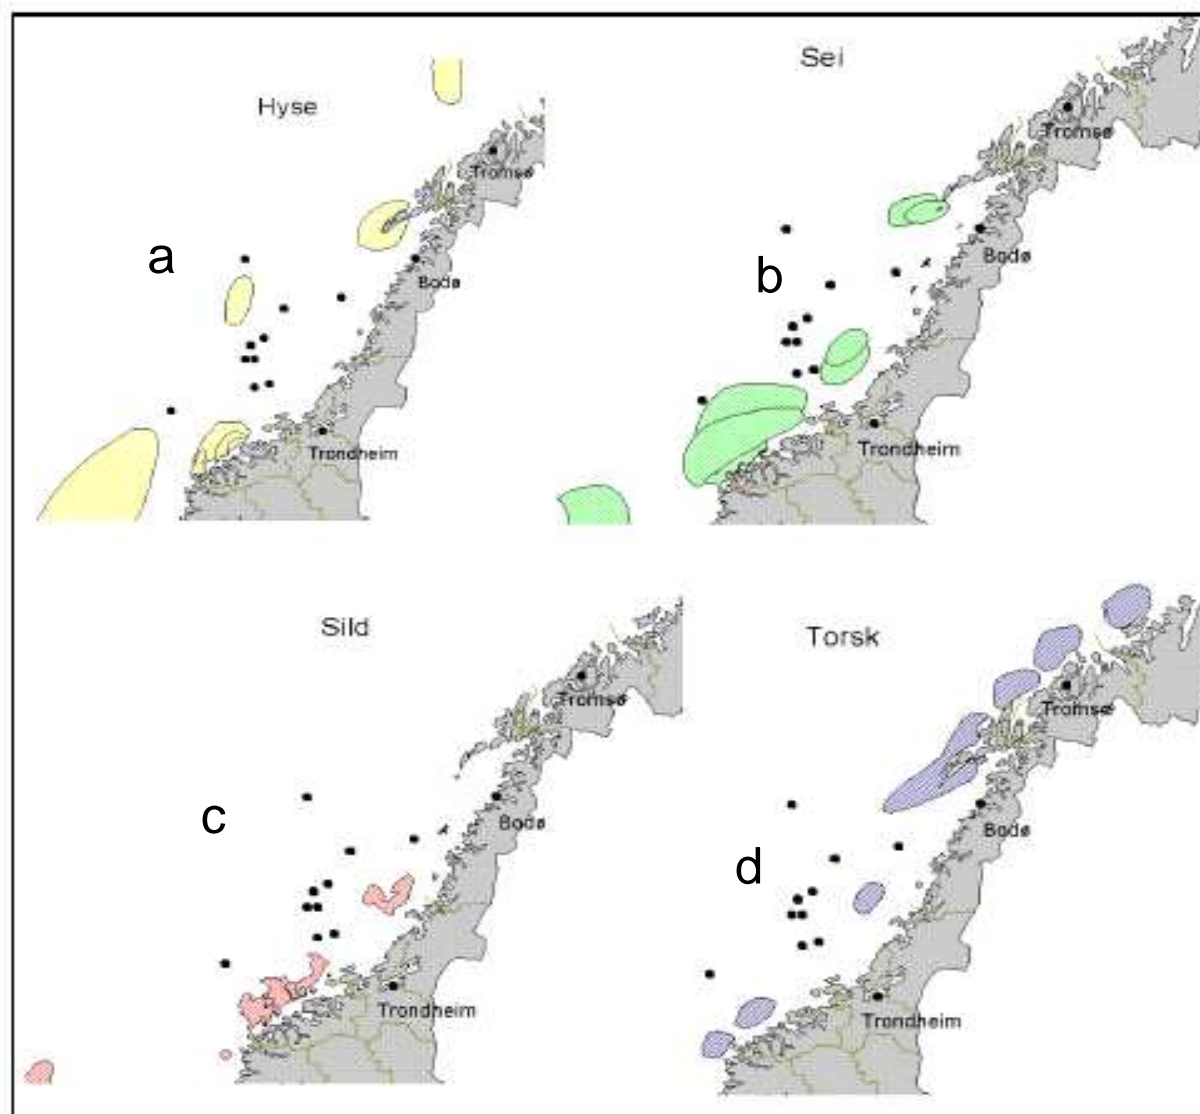 Hyse
Tromsø
a
Bodø
Trondheim
Sei
Tromsø
Bodø
b
Trondheim
Sild
Tromsø
c
Bodø
Trondheim
Torsk
Tromsø
Bodø
d
Trondheim